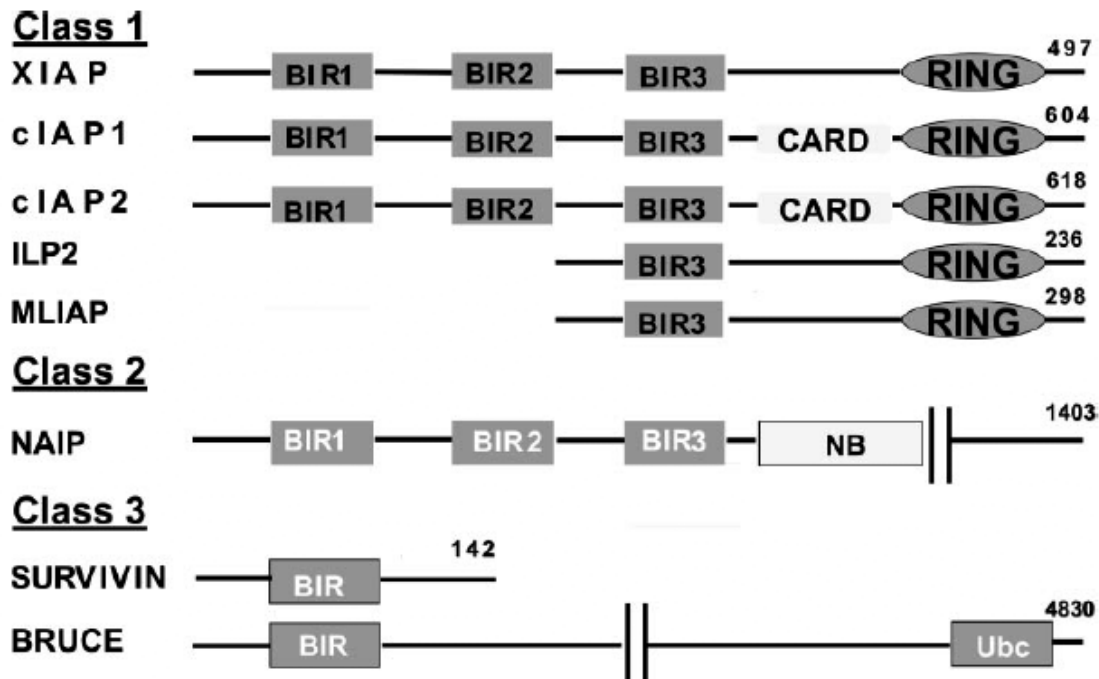 Class 1
XIAP BIR1 BIR2 BIR3 RING 497
cIAP1 BIR1 BIR2 BIR3 CARD RING 604
cIAP2 BIR1 BIR2 BIR3 CARD RING 618
ILP2 BIR3 RING 236
MLIAP BIR3 RING 298
Class 2
NAIP BIR1 BIR2 BIR3 NB 1403
Class 3
SURVIVIN BIR 142
BRUCE BIR Ubc 4830